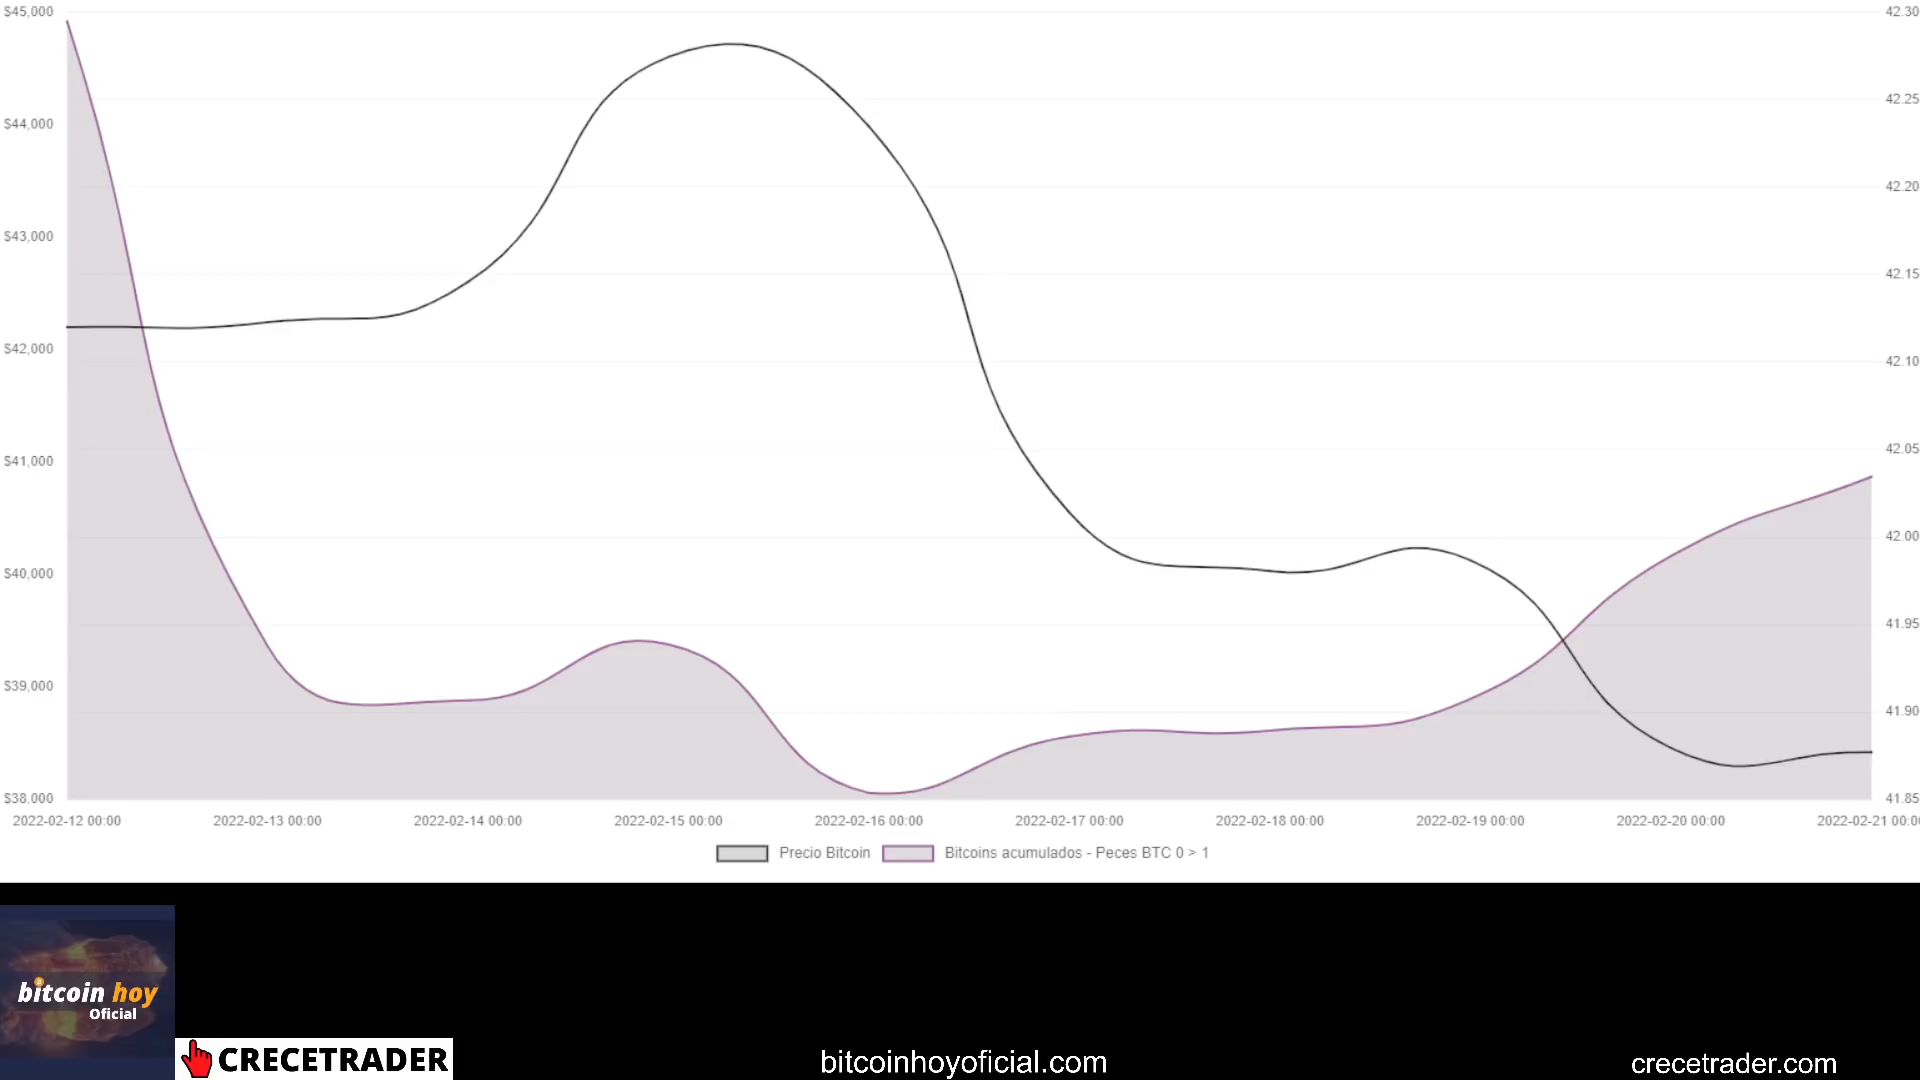 $45,000
$44,000
$43,000
$42,000
$41,000
$40,000
$39,000
$38,000
42.30
42.25
42.20
42.15
42.10
42.05
42.00
41.95
41.90
41.85
2022-02-12 00:00 2022-02-13 00:00 2022-02-14 00:00 2022-02-15 00:00 2022-02-16 00:00 2022-02-17 00:00 2022-02-18 00:00 2022-02-19 00:00 2022-02-20 00:00 2022-02-21 00:00
Precio Bitcoin Bitcoins acumulados - Peces BTC 0 > 1
bitcoin hoy
Oficial
CRECETRADER
bitcoinhoyoficial.com
crecetrader.com